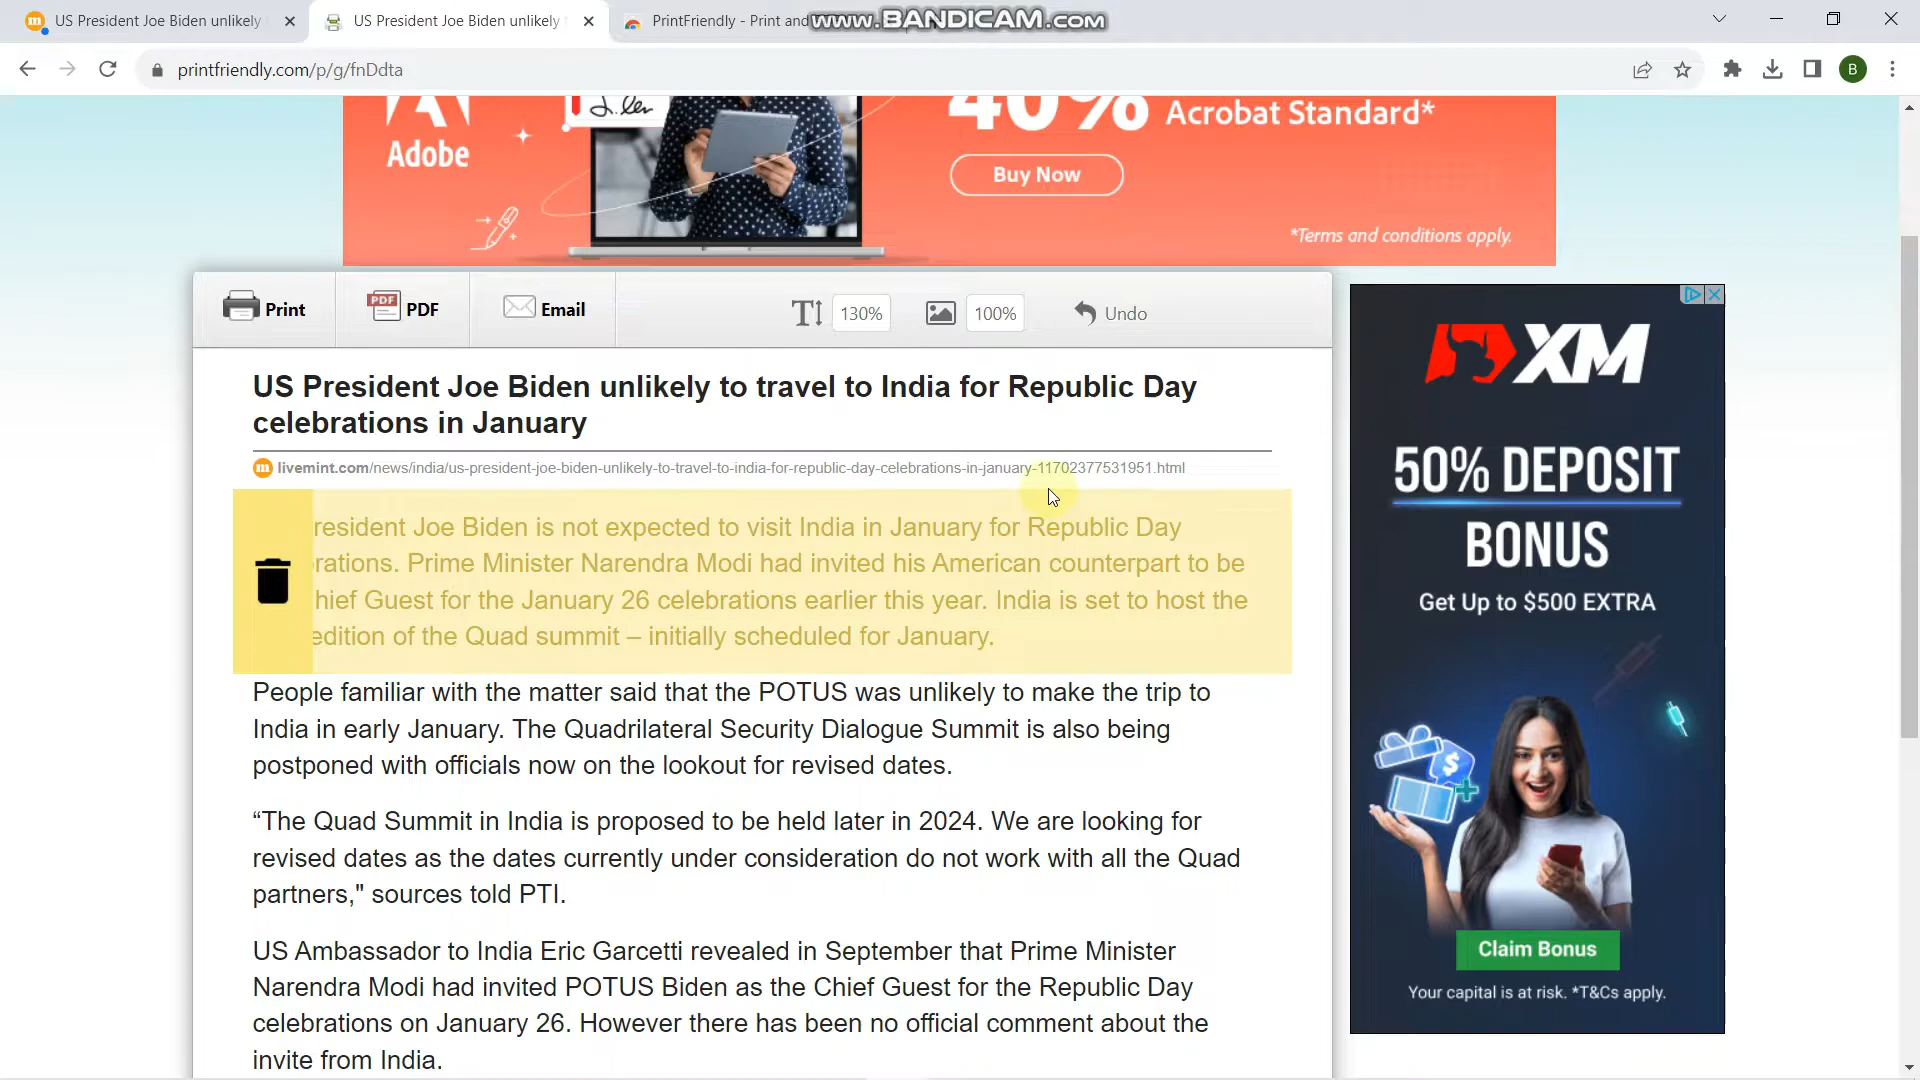 US President Joe Biden unlikely
US President Joe Biden unlikely
PrintFriendly - Print and
www.BANDICAM.com
printfriendly.com/p/g/fnDdta
B
Adobe
40% Acrobat Standard*
Buy Now
*Terms and conditions apply.
Print
PDF
PDF
Email
130%
100%
Undo
US President Joe Biden unlikely to travel to India for Republic Day
celebrations in January
m livemint.com/news/india/us-president-joe-biden-unlikely-to-travel-to-india-for-republic-day-celebrations-in-january-11702377531951.html
resident Joe Biden is not expected to visit India in January for Republic Day
rations. Prime Minister Narendra Modi had invited his American counterpart to be
hief Guest for the January 26 celebrations earlier this year. India is set to host the
edition of the Quad summit – initially scheduled for January.
People familiar with the matter said that the POTUS was unlikely to make the trip to
India in early January. The Quadrilateral Security Dialogue Summit is also being
postponed with officials now on the lookout for revised dates.
“The Quad Summit in India is proposed to be held later in 2024. We are looking for
revised dates as the dates currently under consideration do not work with all the Quad
partners," sources told PTI.
US Ambassador to India Eric Garcetti revealed in September that Prime Minister
Narendra Modi had invited POTUS Biden as the Chief Guest for the Republic Day
celebrations on January 26. However there has been no official comment about the
invite from India.
XM
50% DEPOSIT
BONUS
Get Up to $500 EXTRA
Claim Bonus
Your capital is at risk. *T&Cs apply.